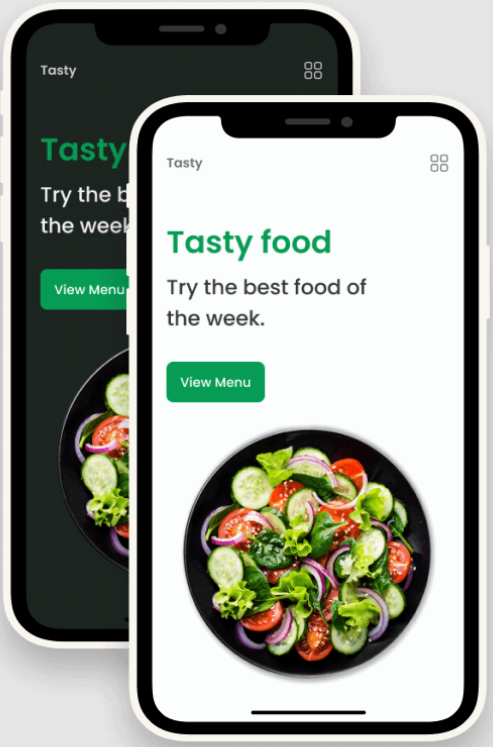 Tasty
Tasty
Try the b
the week
View Menu
Tasty
Tasty food
Try the best food of
the week.
View Menu